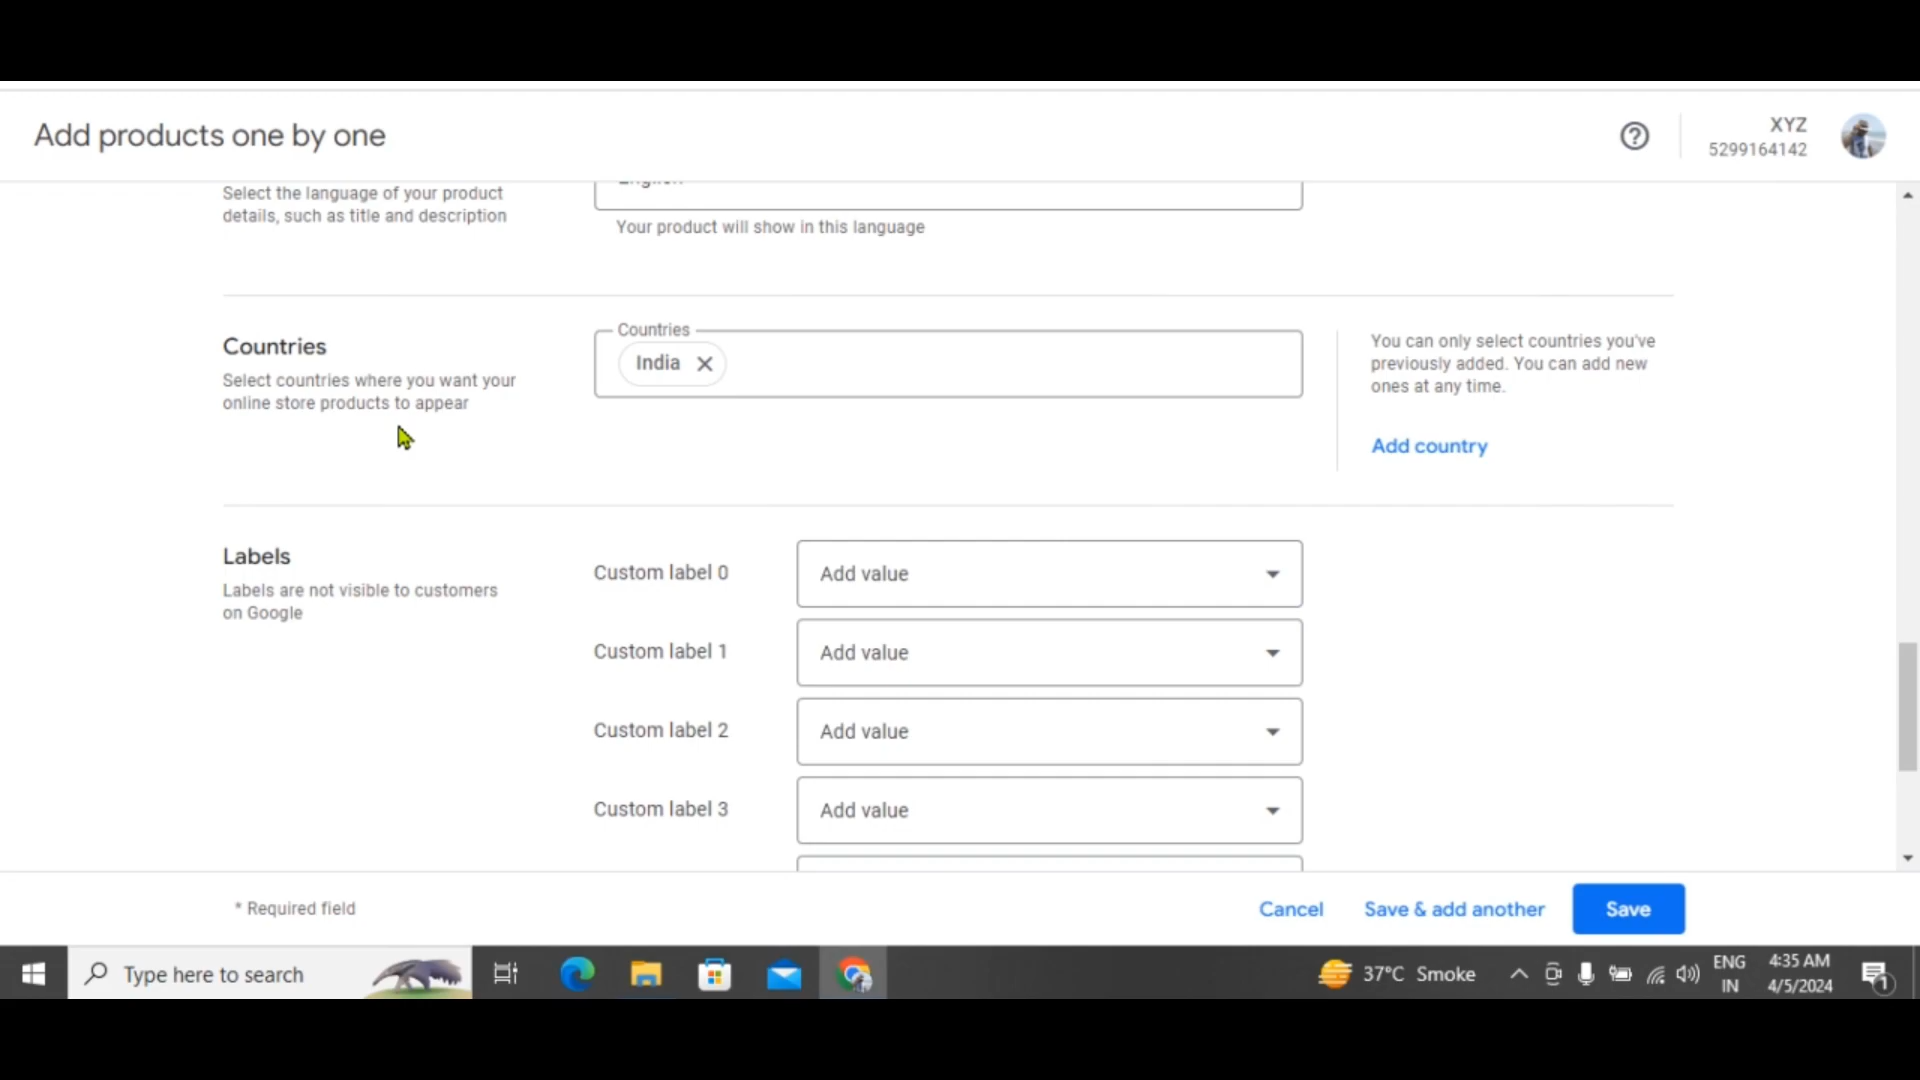 Add products one by one
XYZ
5299164142
Select the language of your product
details, such as title and description
English
Your product will show in this language
Countries
Select countries where you want your
online store products to appear
Countries
India
You can only select countries you've
previously added. You can add new
ones at any time.
Add country
Labels
Labels are not visible to customers
on Google
Custom label 0
Add value
Custom label 1
Add value
Custom label 2
Add value
Custom label 3
Add value
* Required field
Cancel
Save & add another
Save
Type here to search
37°C Smoke
ENG
IN
4:35 AM
4/5/2024
1